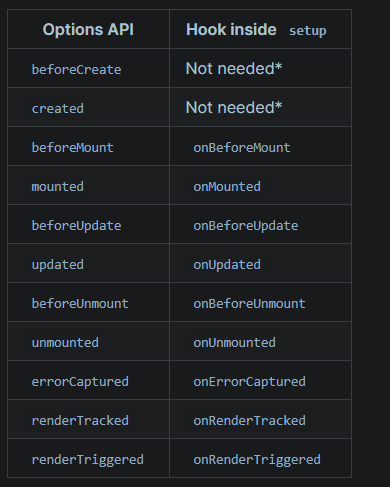 Options API Hook inside setup
beforeCreate Not needed*
created Not needed*
beforeMount onBeforeMount
mounted onMounted
beforeUpdate onBeforeUpdate
updated onUpdated
beforeUnmount onBeforeUnmount
unmounted onUnmounted
errorCaptured onErrorCaptured
renderTracked onRenderTracked
renderTriggered onRenderTriggered